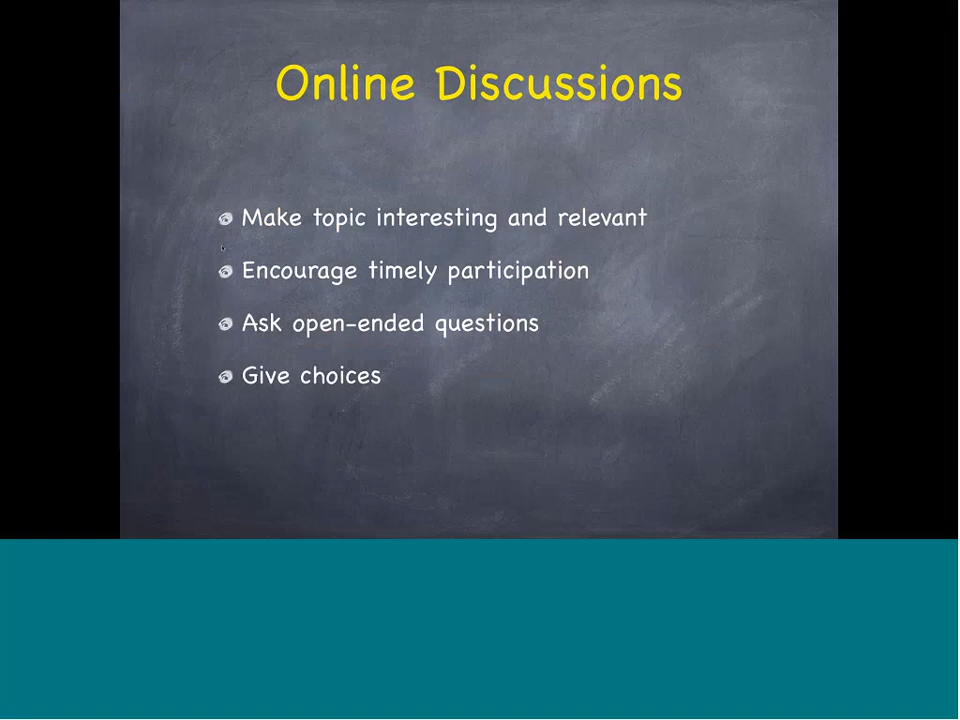 Online Discussions
Make topic interesting and relevant
Encourage timely participation
Ask open-ended questions
Give choices